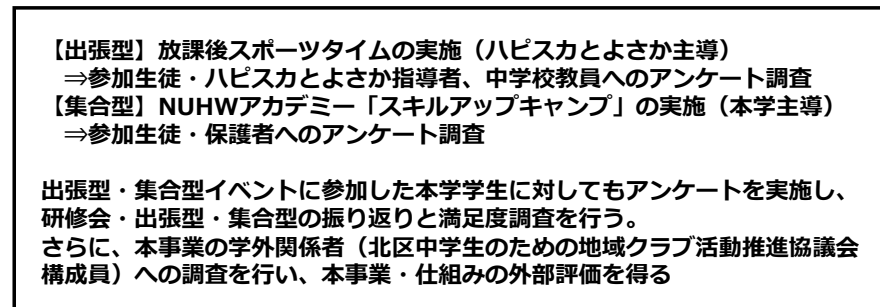 【出張型】放課後スポーツタイムの実施（ハピスカとよさか主導）
⇒参加生徒・ハピスカとよさか指導者、中学校教員へのアンケート調査
【集合型】NUHWアカデミー「スキルアップキャンプ」の実施（本学主導）
⇒参加生徒・保護者へのアンケート調査
出張型・集合型イベントに参加した本学学生に対してもアンケートを実施し、
研修会・出張型・集合型の振り返りと満足度調査を行う。
さらに、本事業の学外関係者（北区中学生のための地域クラブ活動推進協議会
構成員）への調査を行い、本事業・仕組みの外部評価を得る